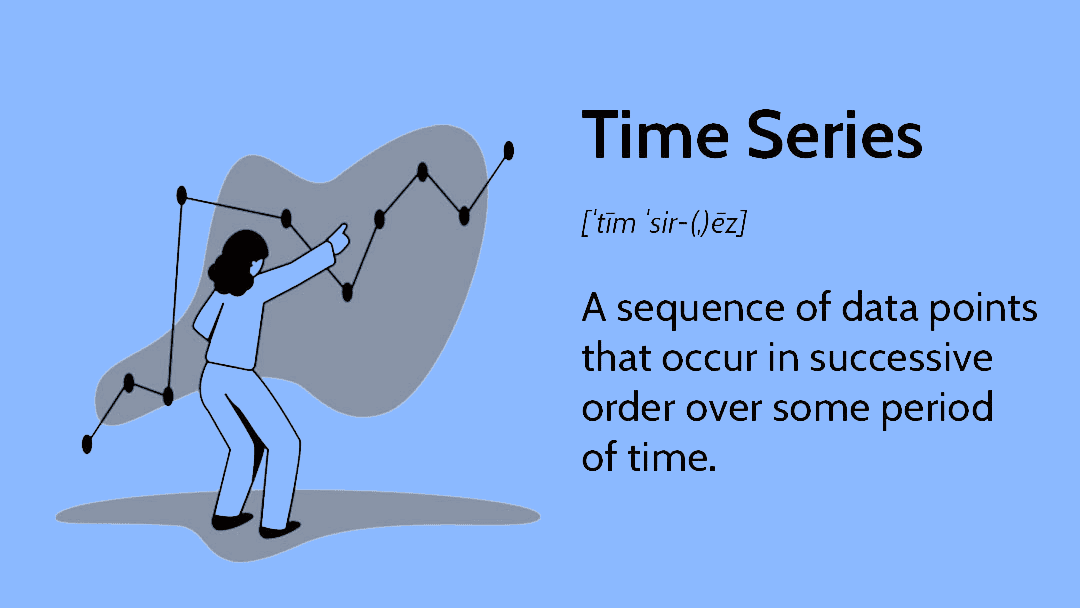 Time Series
[ˈtīm ˈsir-(ˌ)ēz]
A sequence of data points
that occur in successive
order over some period
of time.